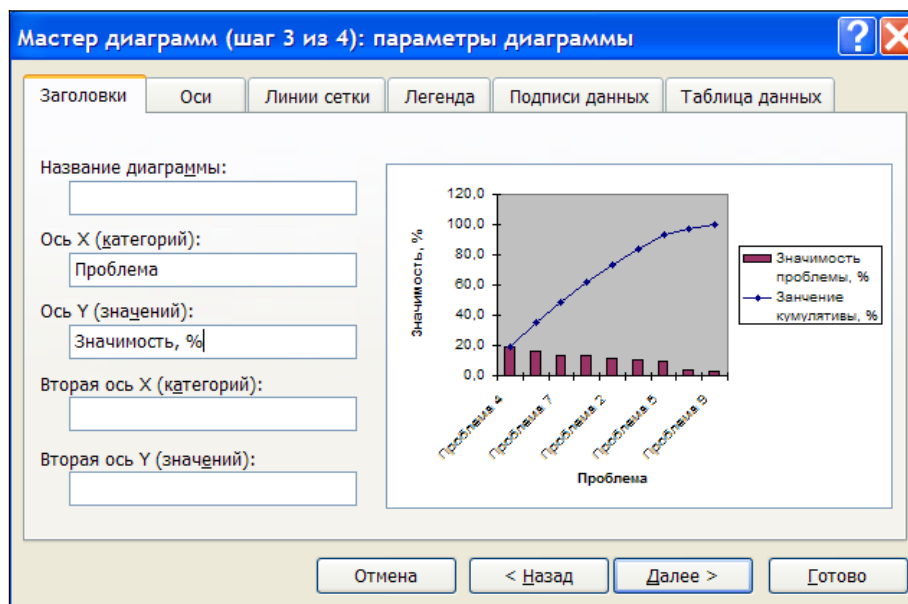 Мастер диаграмм (шаг 3 из 4): параметры диаграммы
Заголовки
Оси
Линии сетки
Легенда
Подписи данных
Таблица данных
Название диаграммы:
Ось X (категорий):
Проблема
Ось Y (значений):
Значимость, %
Вторая ось X (категорий):
Вторая ось Y (значений):
120,0
100,0
80,0
60,0
40,0
20,0
0,0
Значимость, %
Проблема 4
Проблема 7
Проблема 2
Проблема 5
Проблема 9
Проблема
Значимость
проблемы, %
Занчение
кумулятивы, %
Отмена
< Назад
Далее >
Готово